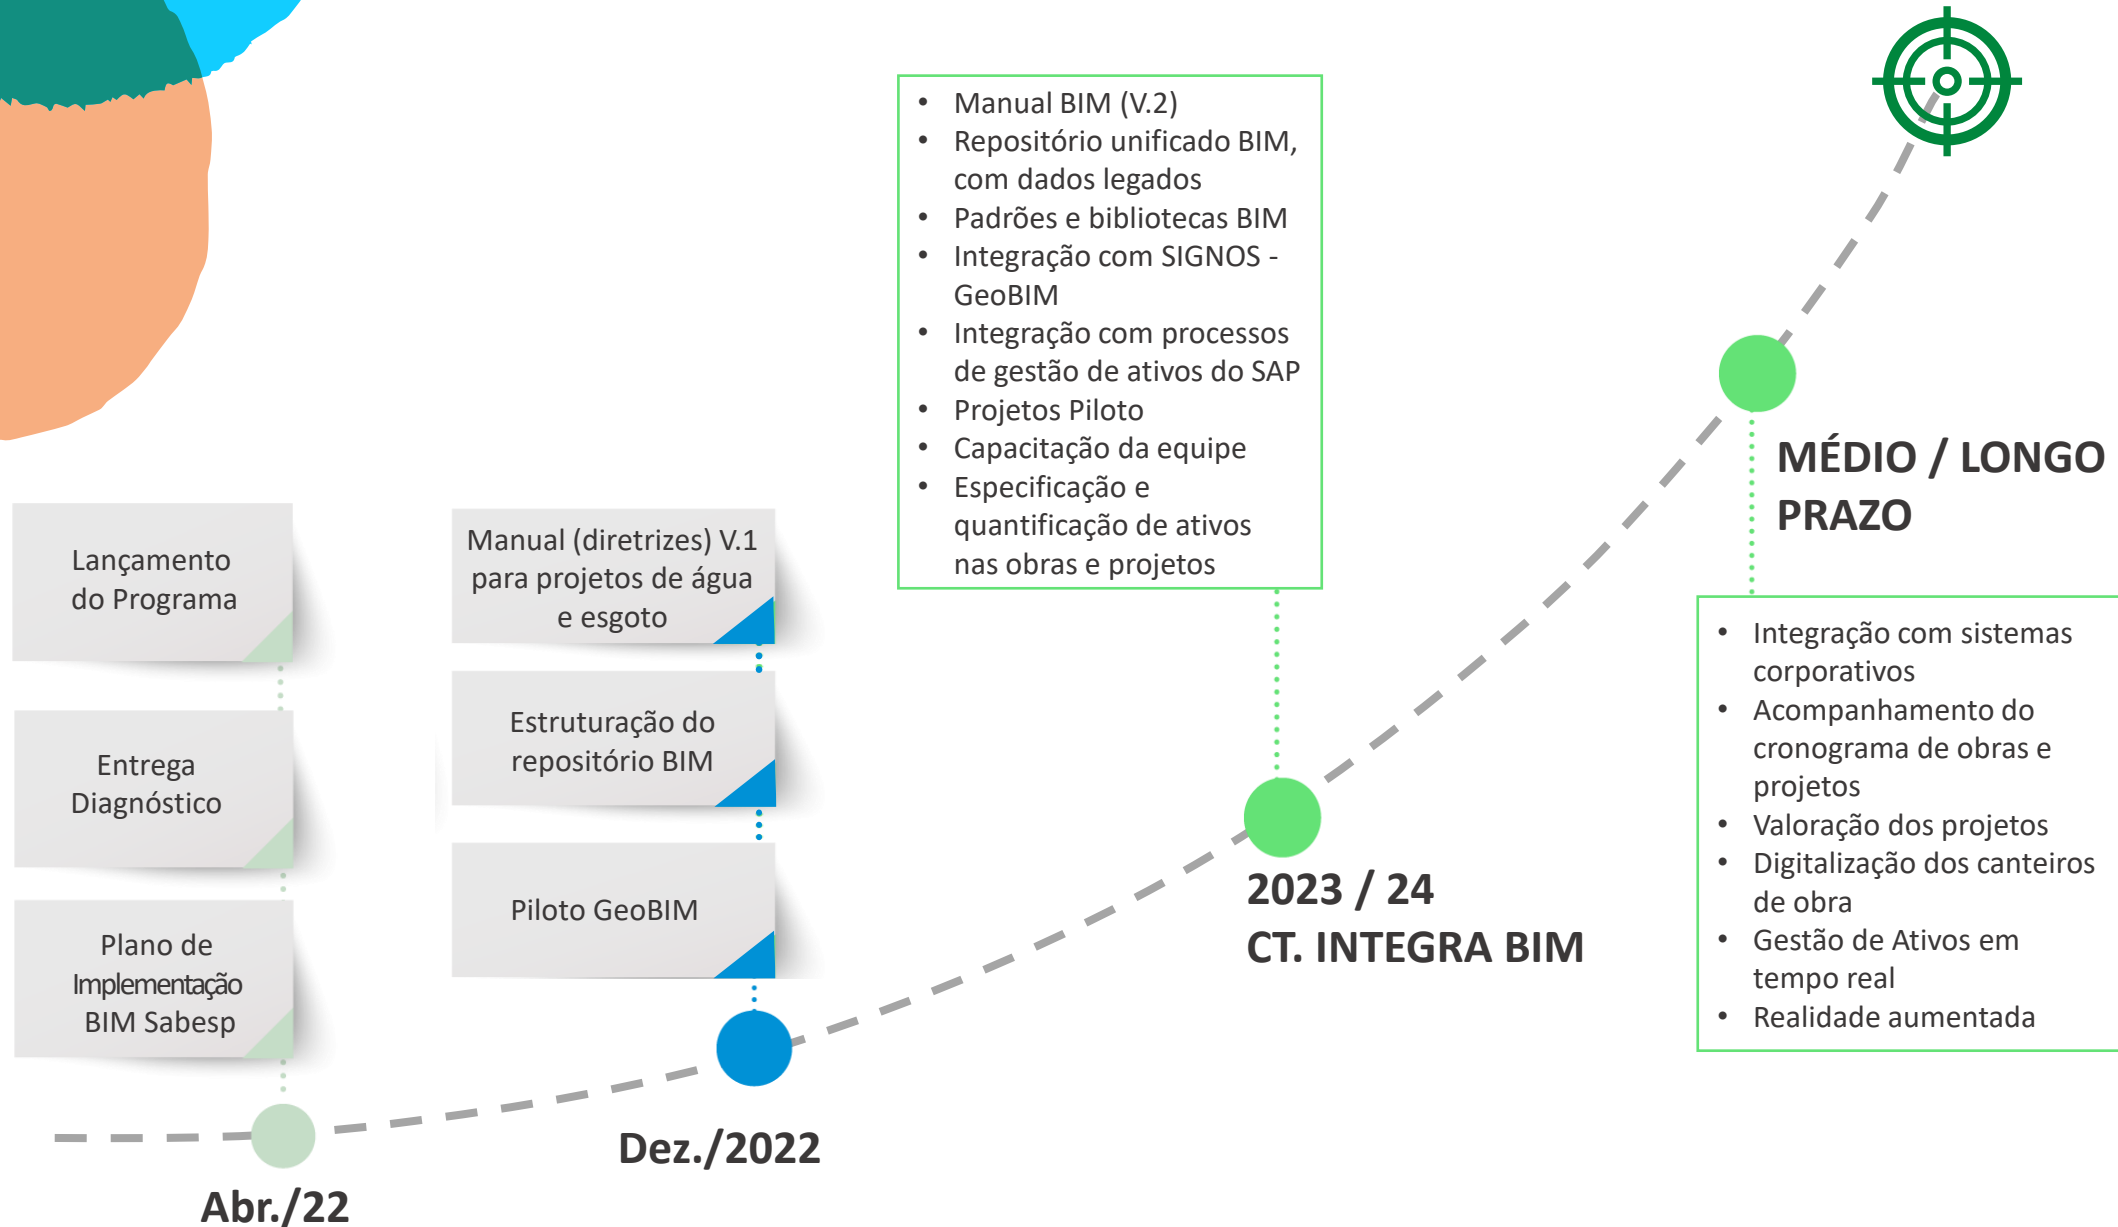 Lançamento
do Programa
Entrega
Diagnóstico
Plano de
Implementação
BIM Sabesp
Abr./22
Manual (diretrizes) V.1
para projetos de água
e esgoto
Estruturação do
repositório BIM
Piloto GeoBIM
Dez./2022
• Manual BIM (V.2)
• Repositório unificado BIM,
com dados legados
• Padrões e bibliotecas BIM
• Integração com SIGNOS -
GeoBIM
• Integração com processos
de gestão de ativos do SAP
• Projetos Piloto
• Capacitação da equipe
• Especificação e
quantificação de ativos
nas obras e projetos
2023 / 24
CT. INTEGRA BIM
MÉDIO / LONGO
PRAZO
• Integração com sistemas
corporativos
• Acompanhamento do
cronograma de obras e
projetos
• Valoração dos projetos
• Digitalização dos canteiros
de obra
• Gestão de Ativos em
tempo real
• Realidade aumentada